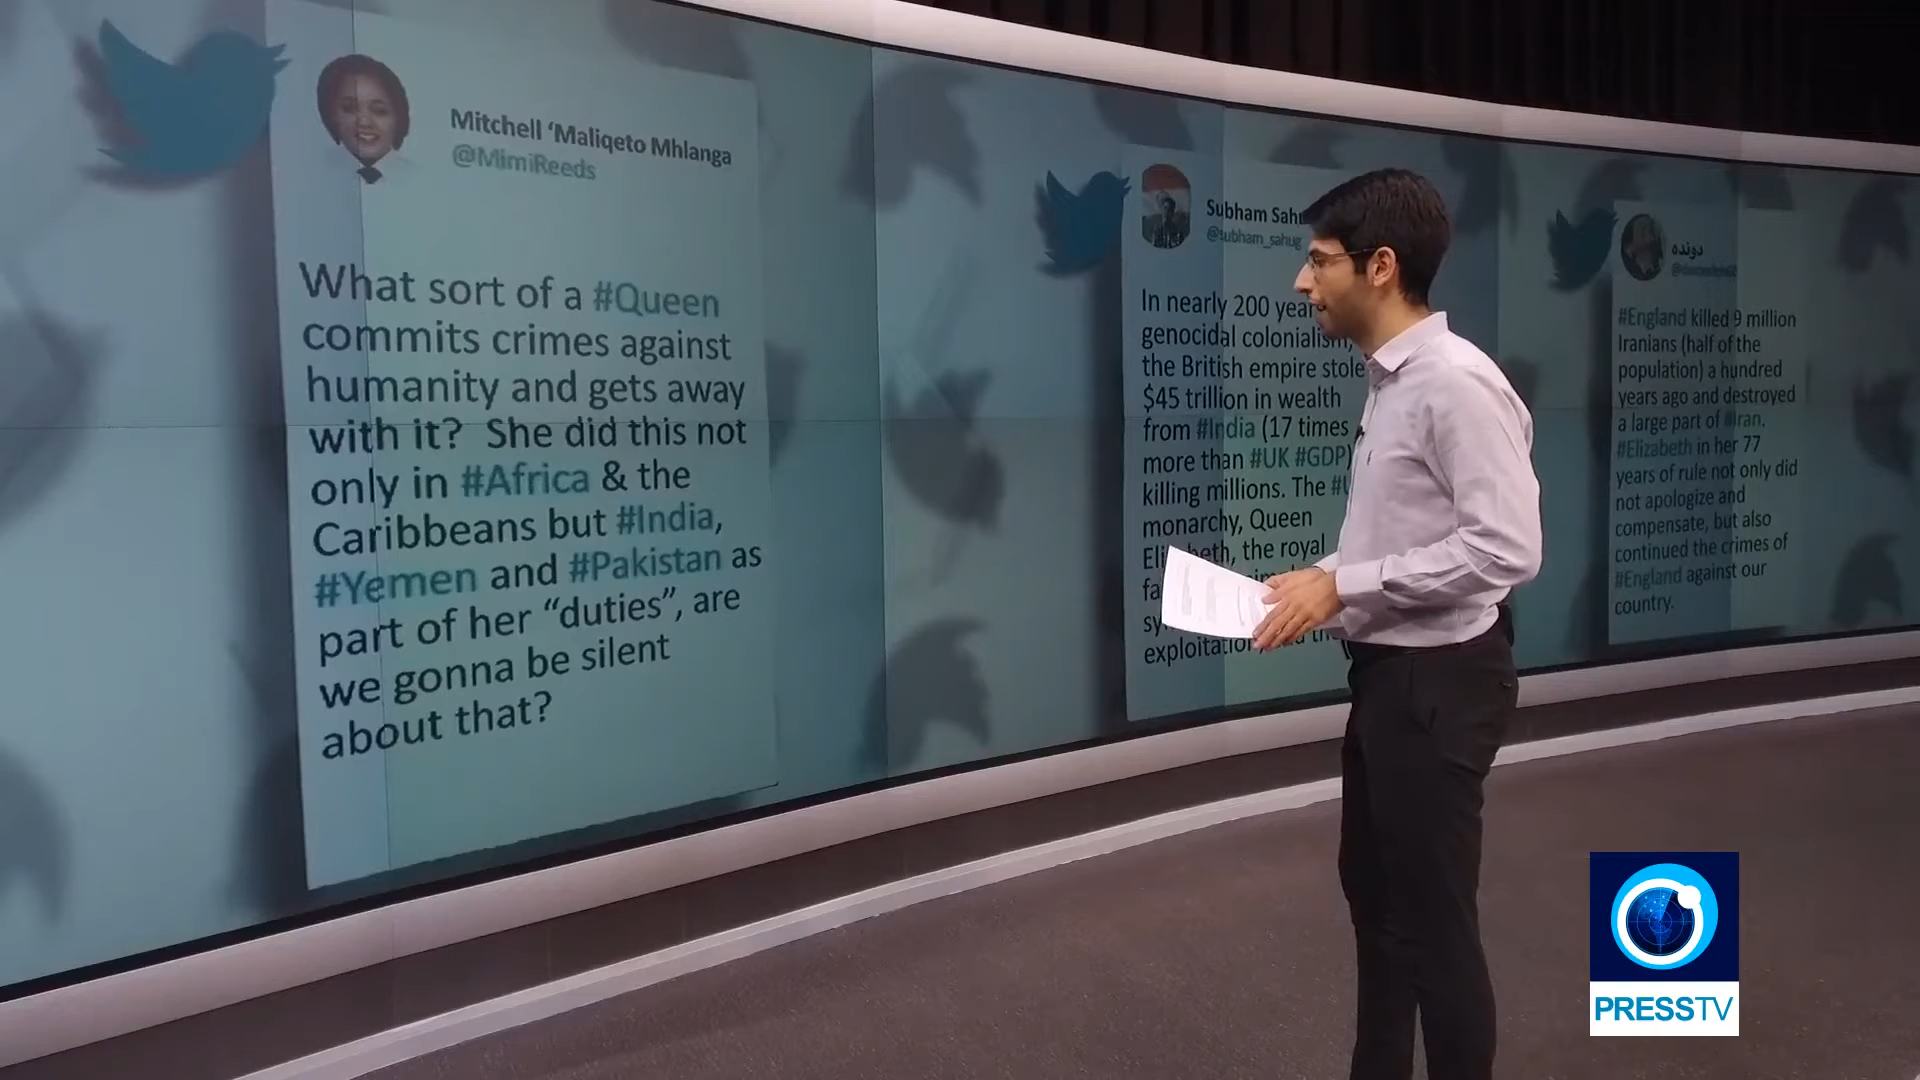 Mitchell ‘Maliqeto Mhlanga
@MimiReeds
What sort of a #Queen
commits crimes against
humanity and gets away
with it? She did this not
only in #Africa & the
Caribbeans but #India,
#Yemen and #Pakistan as
part of her “duties”, are
we gonna be silent
about that?
Subham
@subham_sahug
In nearly 200
genocidal colonialism,
the British empire stole
$45 trillion in wealth
from #India (17 times
more than #UK #GDP)
killing millions. The
monarchy, Queen
the royal
دونده
#England killed 9 million
Iranians (half of the
population) a hundred
years ago and destroyed
a large part of #Iran.
#Elizabeth in her 77
years of rule not only did
not apologize and
compensate, but also
continued the crimes of
#England against our
country.
PRESSTV